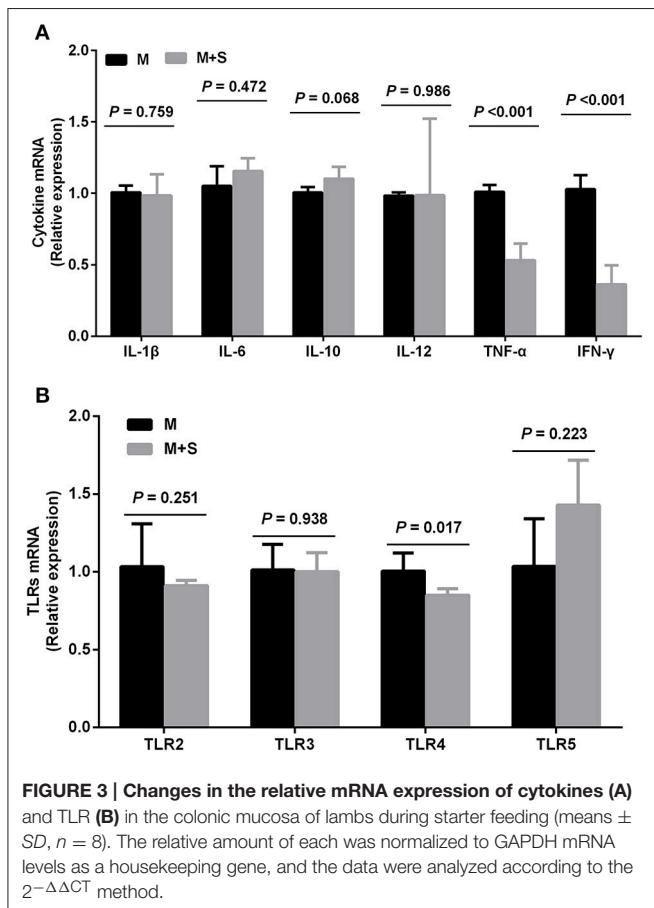 A
M M+S
P = 0.759
P = 0.472
P = 0.068
P = 0.986
P <0.001
P <0.001
Cytokine mRNA
(Relative expression)
2.0
1.5
1.0
0.5
0.0
IL-1β IL-6 IL-10 IL-12 TNF-α IFN-γ
B
M
M+S
P = 0.251
P = 0.938
P = 0.017
P = 0.223
TLRs mRNA
(Relative expression)
2.0
1.5
1.0
0.5
0.0
TLR2 TLR3 TLR4 TLR5
FIGURE 3 | Changes in the relative mRNA expression of cytokines (A)
and TLR (B) in the colonic mucosa of lambs during starter feeding (means ±
SD, n = 8). The relative amount of each was normalized to GAPDH mRNA
levels as a housekeeping gene, and the data were analyzed according to the
2−ΔΔCT method.